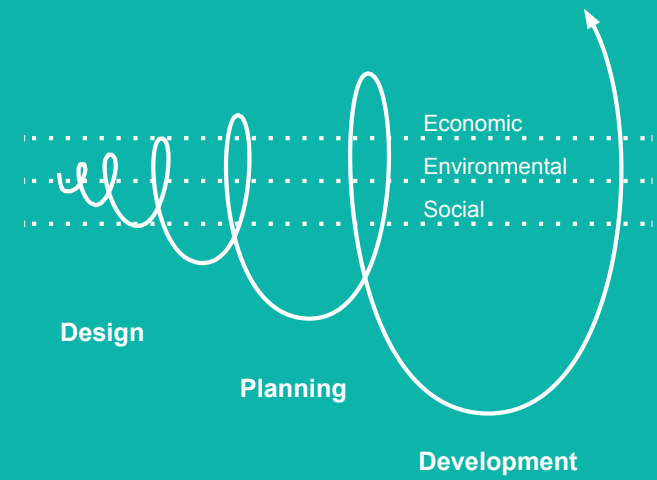 Economic
Environmental
Social
Design
Planning
Development